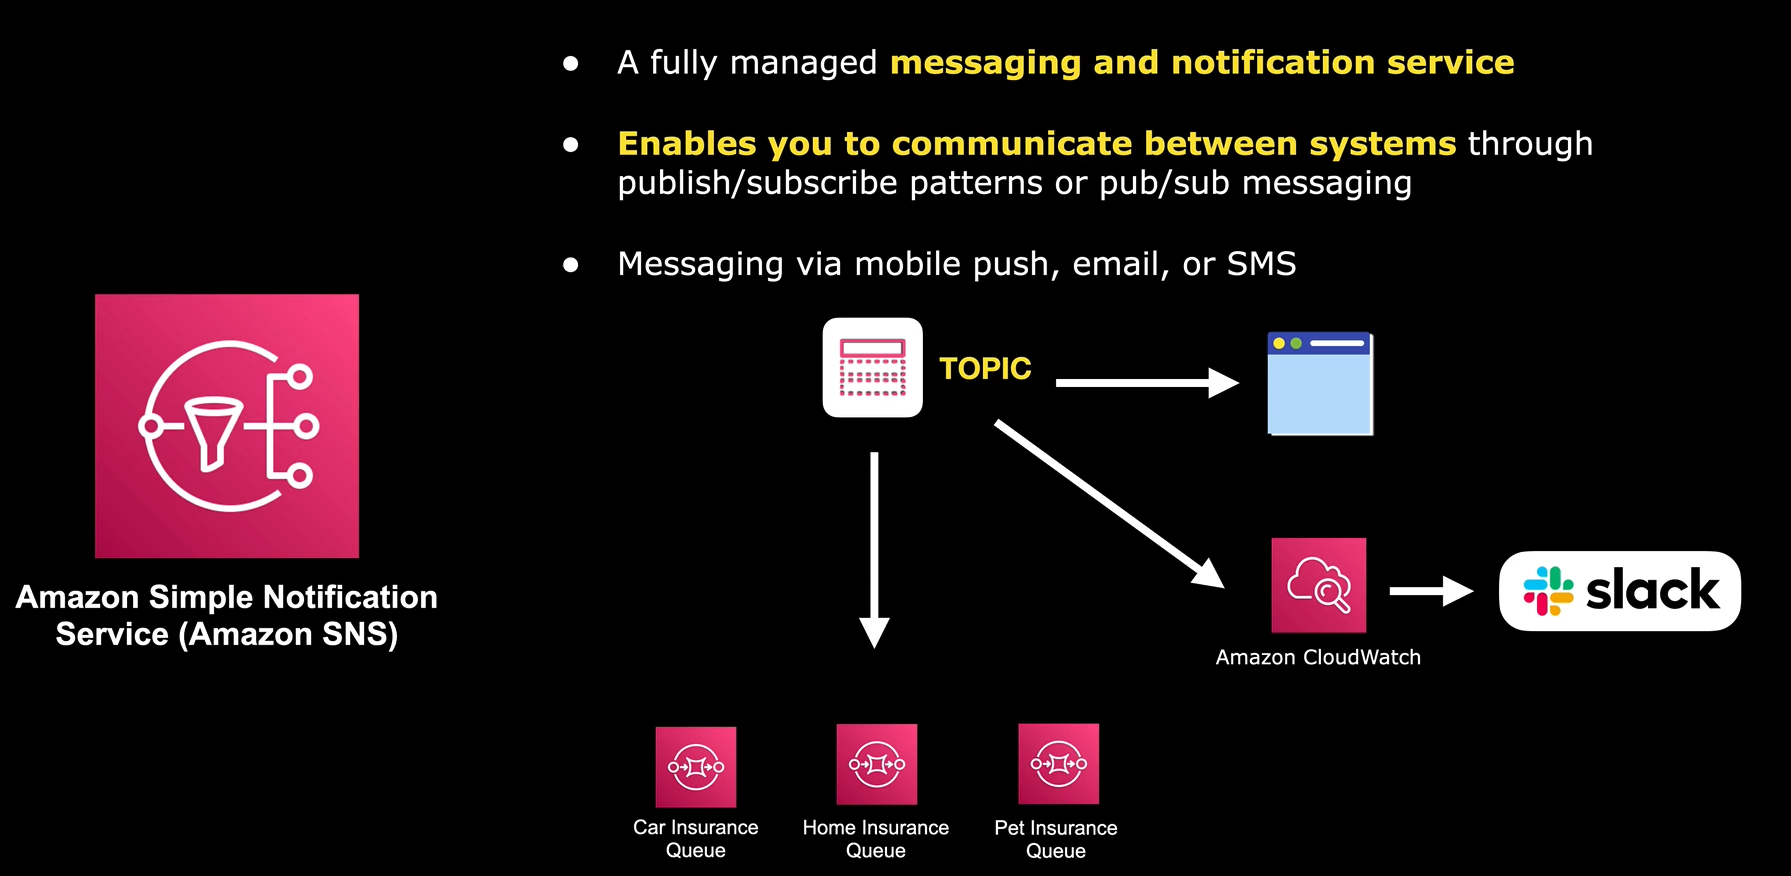 A fully managed messaging and notification service
Enables you to communicate between systems through
publish/subscribe patterns or pub/sub messaging
Messaging via mobile push, email, or SMS
TOPIC
Amazon Simple Notification
Service (Amazon SNS)
slack
Amazon CloudWatch
Car Insurance
Queue
Home Insurance
Queue
Pet Insurance
Queue